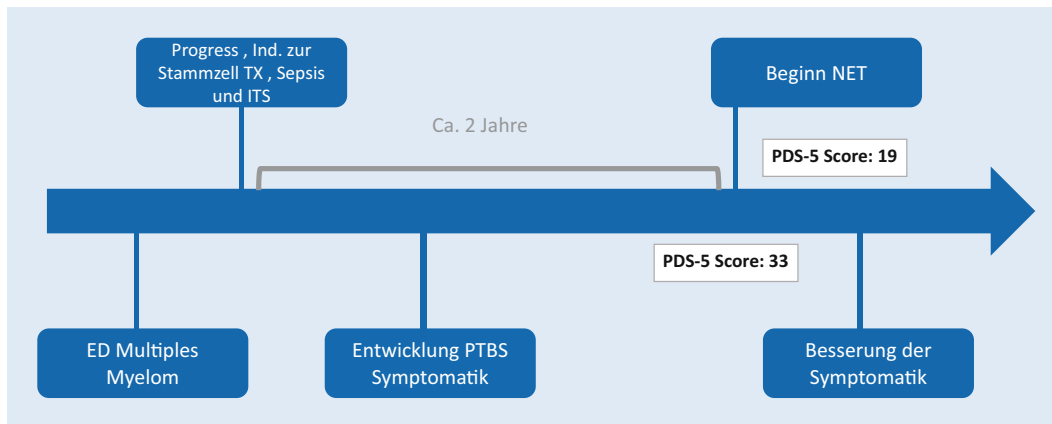 Progress , Ind. zur
Stammzell TX , Sepsis
und ITS
Beginn NET
Ca. 2 Jahre
PDS-5 Score: 19
PDS-5 Score: 33
ED Multiples
Myelom
Entwicklung PTBS
Symptomatik
Besserung der
Symptomatik